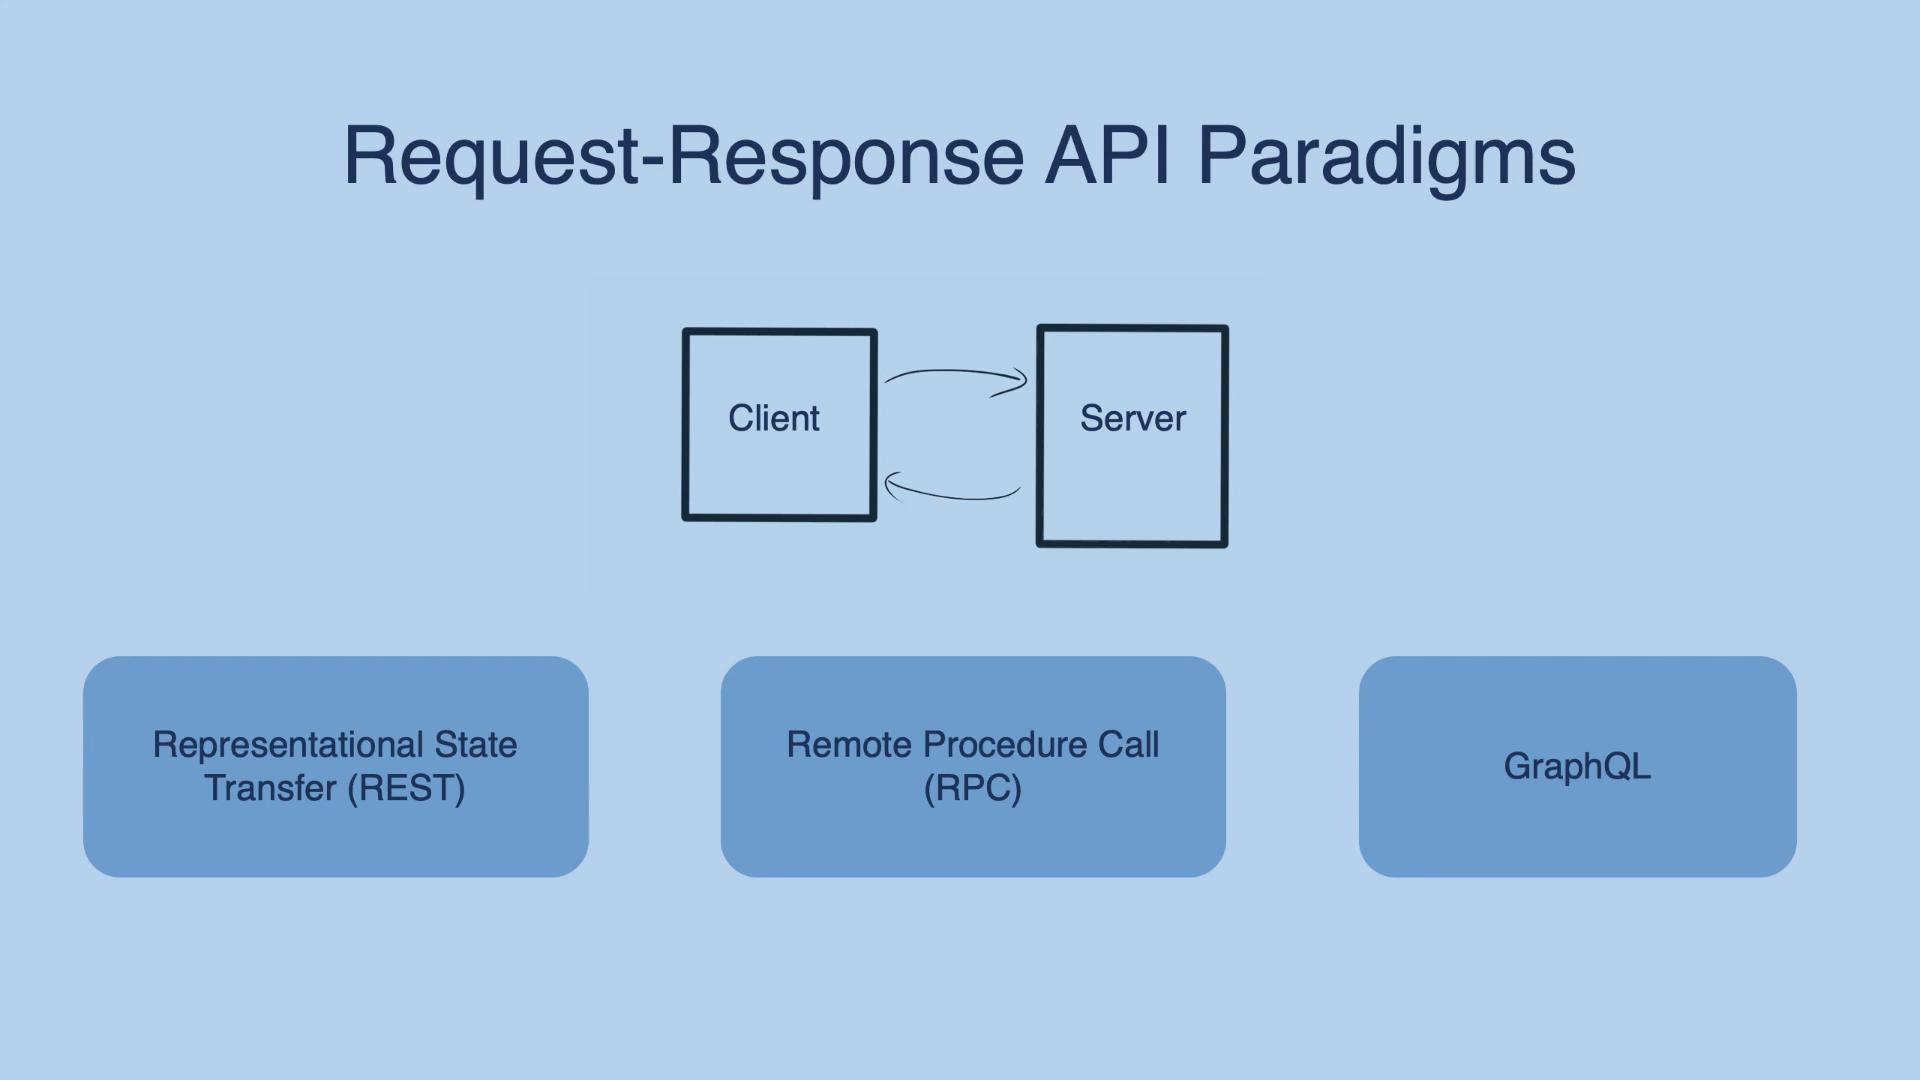 Request-Response API Paradigms
Client
Server
Representational State
Transfer (REST)
Remote Procedure Call
(RPC)
GraphQL